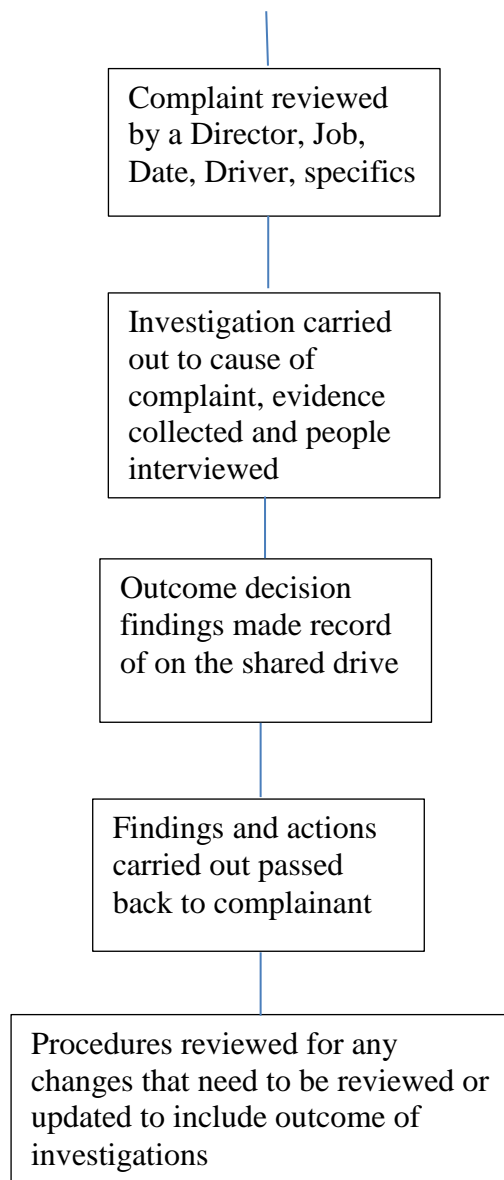 Complaint reviewed
by a Director, Job,
Date, Driver, specifics
Investigation carried
out to cause of
complaint, evidence
collected and people
interviewed
Outcome decision
findings made record
of on the shared drive
Findings and actions
carried out passed
back to complainant
Procedures reviewed for any
changes that need to be reviewed or
updated to include outcome of
investigations